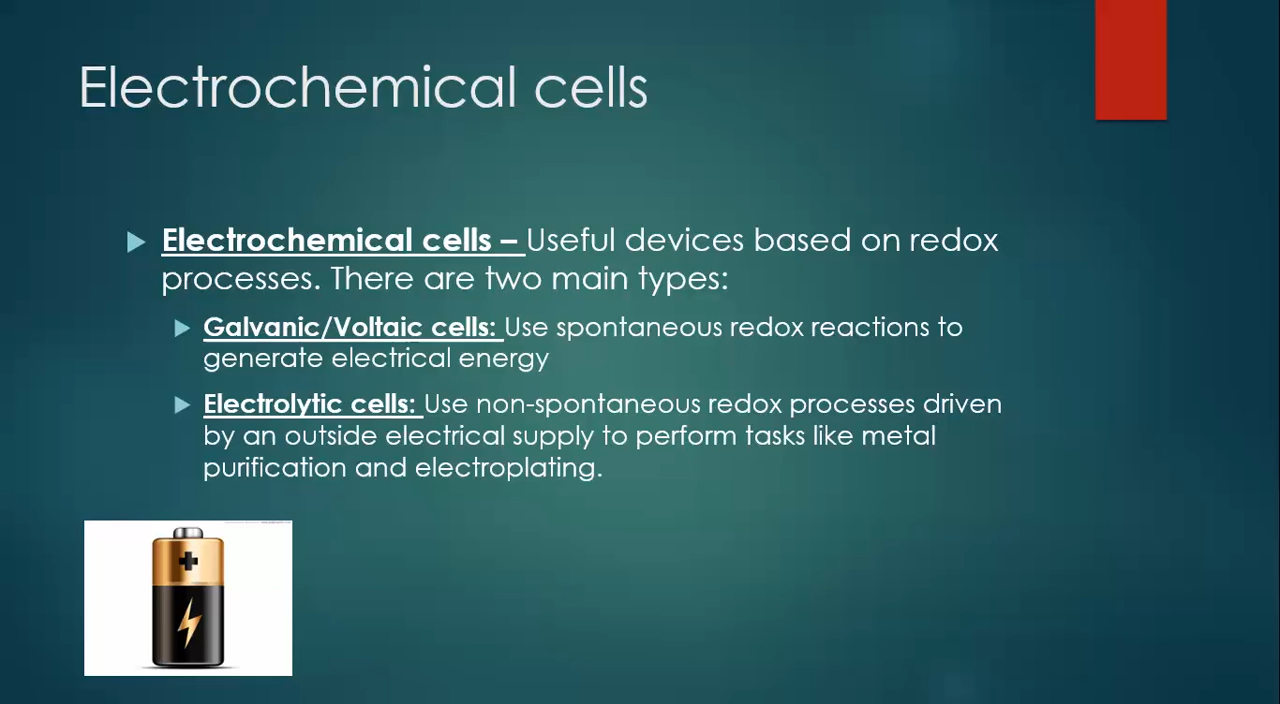 Electrochemical cells
Electrochemical cells – Useful devices based on redox
processes. There are two main types:
Galvanic/Voltaic cells: Use spontaneous redox reactions to
generate electrical energy
Electrolytic cells: Use non-spontaneous redox processes driven
by an outside electrical supply to perform tasks like metal
purification and electroplating.